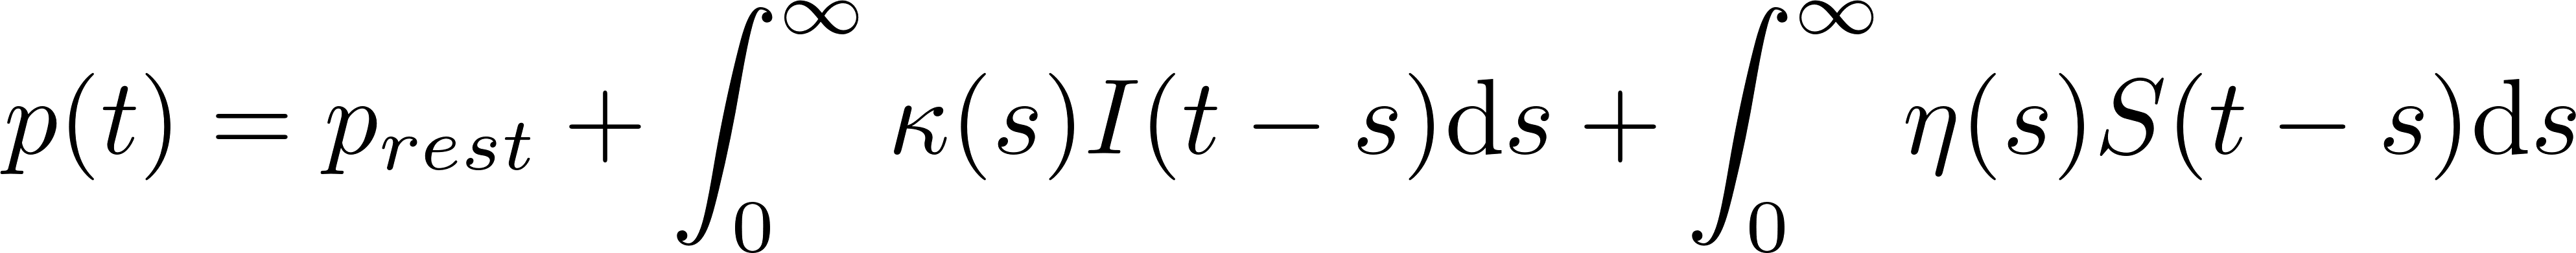 p(t) = p_{rest} + \int_0^\infty \kappa(s)I(t-s)\mathrm{d}s + \int_0^\infty \eta(s)S(t-s)\mathrm{d}s